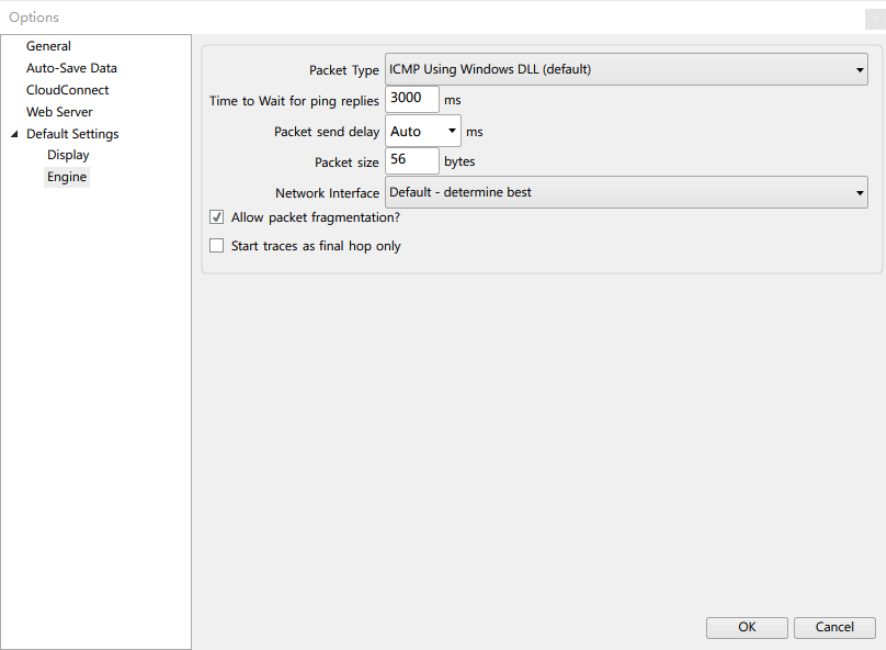 Options
General
Auto-Save Data
CloudConnect
Web Server
Default Settings
Display
Engine
Packet Type ICMP Using Windows DLL (default)
Time to Wait for ping replies 3000 ms
Packet send delay Auto ms
Packet size 56 bytes
Network Interface Default - determine best
Allow packet fragmentation?
Start traces as final hop only
OK Cancel